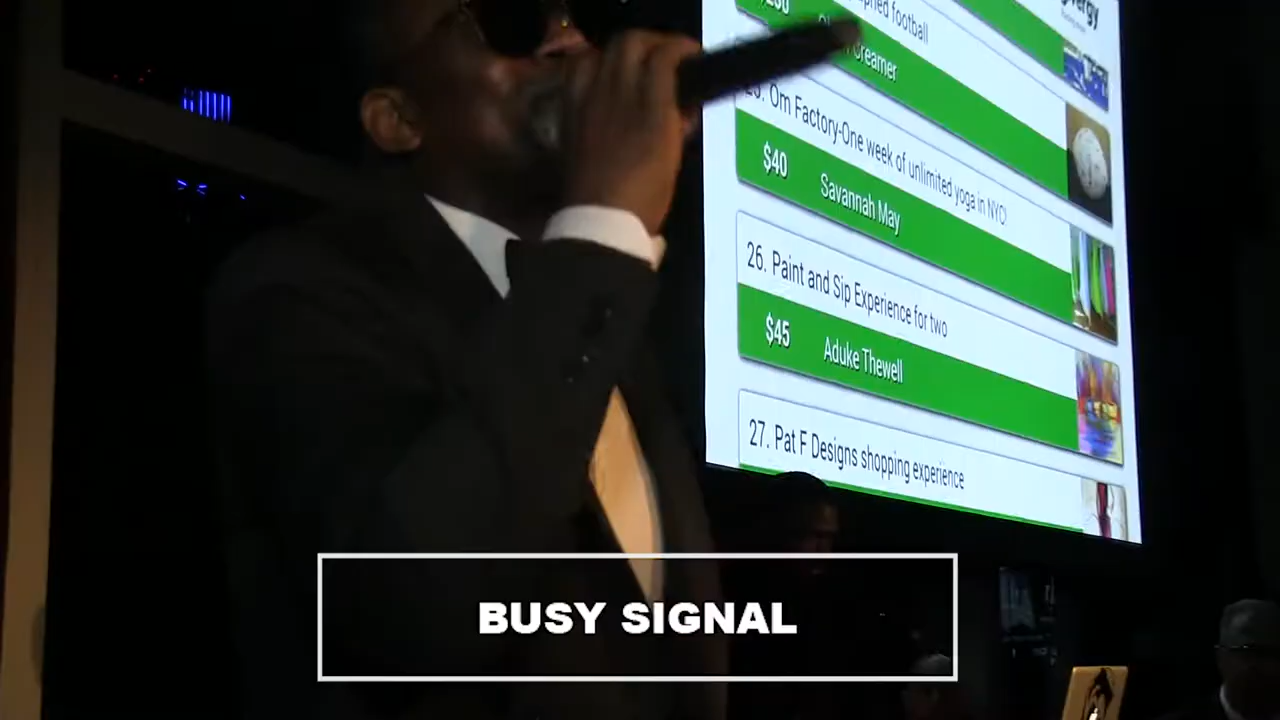 football
Creamer
Om Factory-One week of unlimited yoga in NYC!
$40 Savannah May
26. Paint and Sip Experience for two
$45 Aduke Thewell
27. Pat F Designs shopping experience
BUSY SIGNAL